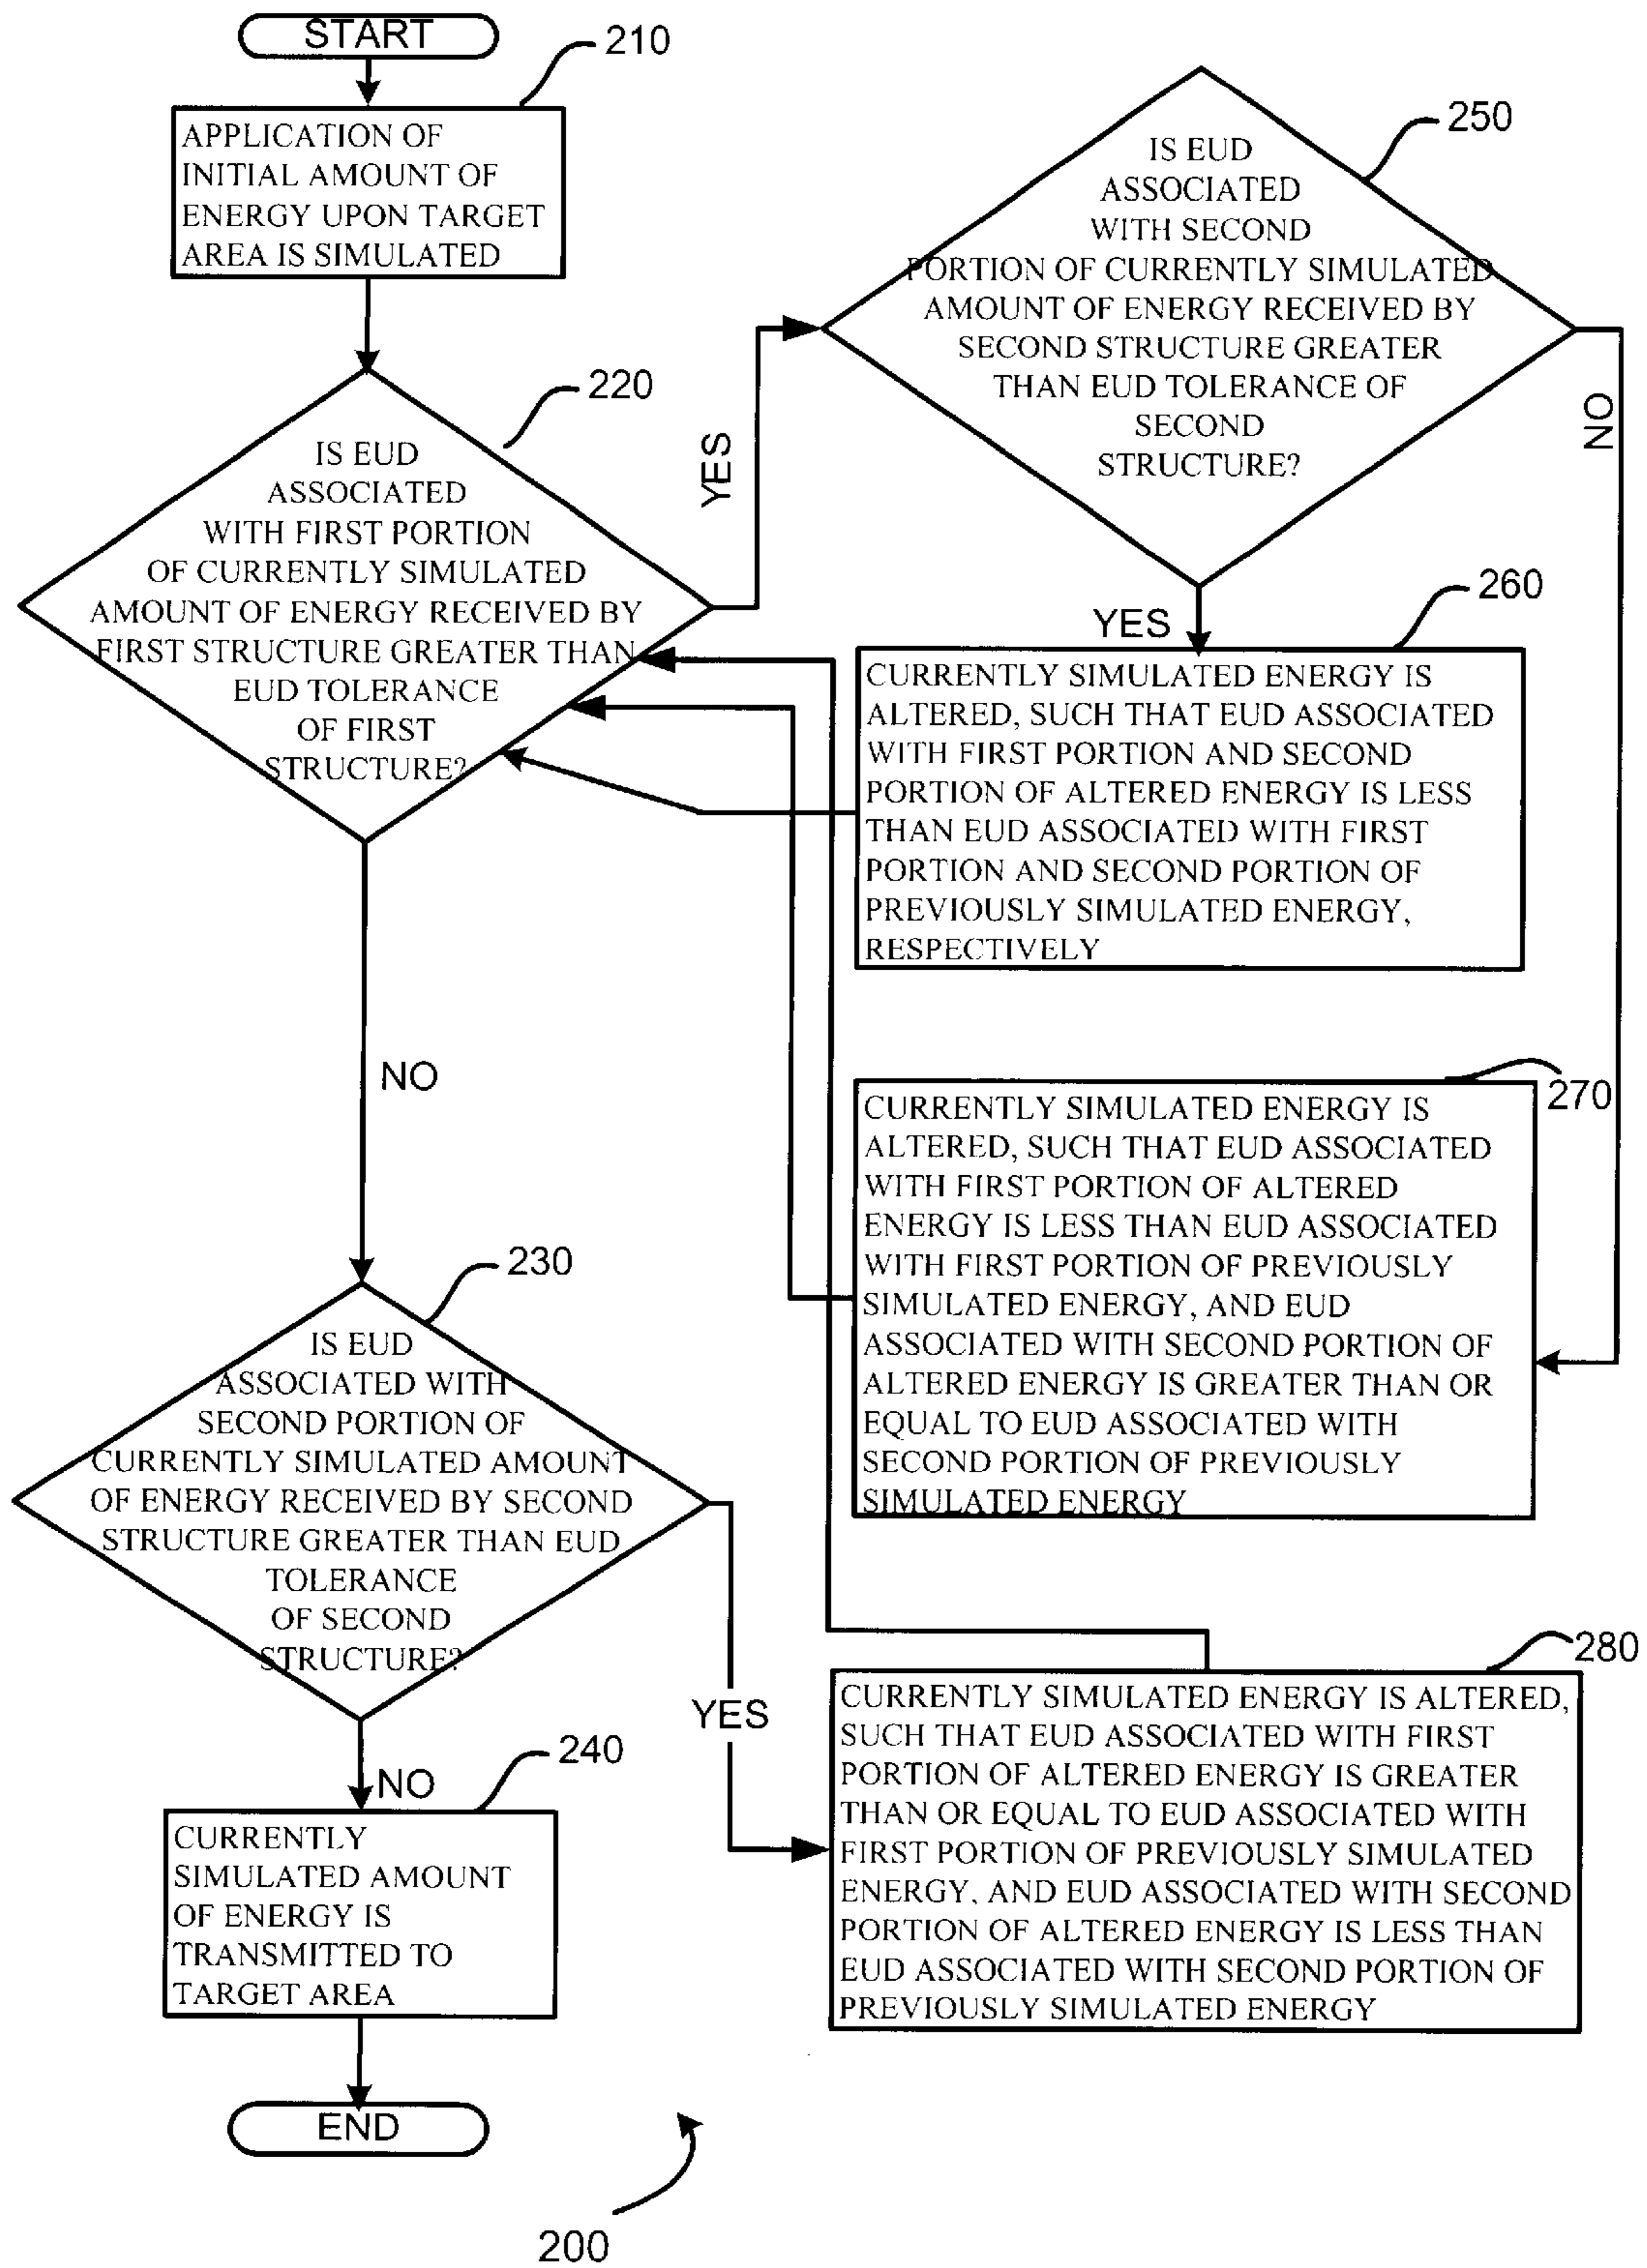 START
210
APPLICATION OF
INITIAL AMOUNT OF
ENERGY UPON TARGET
AREA IS SIMULATED
220
IS EUD
ASSOCIATED
WITH FIRST PORTION
OF CURRENTLY SIMULATED
AMOUNT OF ENERGY RECEIVED BY
FIRST STRUCTURE GREATER THAN
EUD TOLERANCE
OF FIRST
STRUCTURE?
YES
NO
250
IS EUD
ASSOCIATED
WITH SECOND
PORTION OF CURRENTLY SIMULATED
AMOUNT OF ENERGY RECEIVED BY
SECOND STRUCTURE GREATER
THAN EUD TOLERANCE OF
SECOND
STRUCTURE?
NO
YES
260
CURRENTLY SIMULATED ENERGY IS
ALTERED, SUCH THAT EUD ASSOCIATED
WITH FIRST PORTION AND SECOND
PORTION OF ALTERED ENERGY IS LESS
THAN EUD ASSOCIATED WITH FIRST
PORTION AND SECOND PORTION OF
PREVIOUSLY SIMULATED ENERGY,
RESPECTIVELY
270
CURRENTLY SIMULATED ENERGY IS
ALTERED, SUCH THAT EUD ASSOCIATED
WITH FIRST PORTION OF ALTERED
ENERGY IS LESS THAN EUD ASSOCIATED
WITH FIRST PORTION OF PREVIOUSLY
SIMULATED ENERGY, AND EUD
ASSOCIATED WITH SECOND PORTION OF
ALTERED ENERGY IS GREATER THAN OR
EQUAL TO EUD ASSOCIATED WITH
SECOND PORTION OF PREVIOUSLY
SIMULATED ENERGY
230
IS EUD
ASSOCIATED WITH
SECOND PORTION OF
CURRENTLY SIMULATED AMOUNT
OF ENERGY RECEIVED BY SECOND
STRUCTURE GREATER THAN EUD
TOLERANCE
OF SECOND
STRUCTURE?
YES
NO
280
CURRENTLY SIMULATED ENERGY IS ALTERED,
SUCH THAT EUD ASSOCIATED WITH FIRST
PORTION OF ALTERED ENERGY IS GREATER
THAN OR EQUAL TO EUD ASSOCIATED WITH
FIRST PORTION OF PREVIOUSLY SIMULATED
ENERGY, AND EUD ASSOCIATED WITH SECOND
PORTION OF ALTERED ENERGY IS LESS THAN
EUD ASSOCIATED WITH SECOND PORTION OF
PREVIOUSLY SIMULATED ENERGY
240
CURRENTLY
SIMULATED AMOUNT
OF ENERGY IS
TRANSMITTED TO
TARGET AREA
END
200